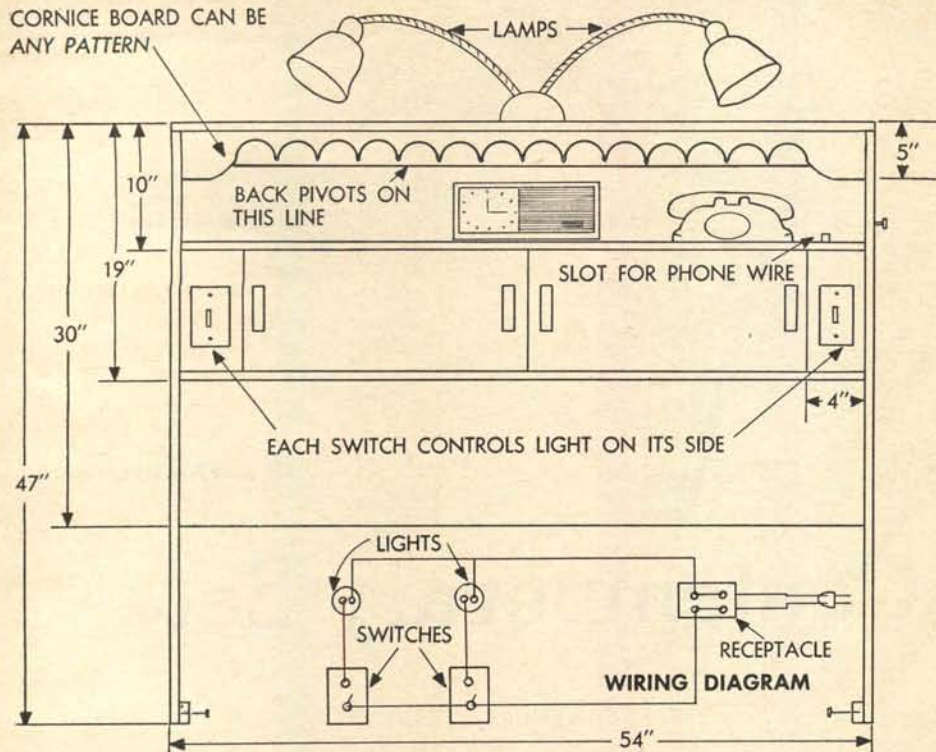 CORNICE BOARD CAN BE
ANY PATTERN
LAMPS
5"
10"
BACK PIVOTS ON
THIS LINE
19"
SLOT FOR PHONE WIRE
30"
4"
EACH SWITCH CONTROLS LIGHT ON ITS SIDE
47"
LIGHTS
SWITCHES
RECEPTACLE
WIRING DIAGRAM
54"